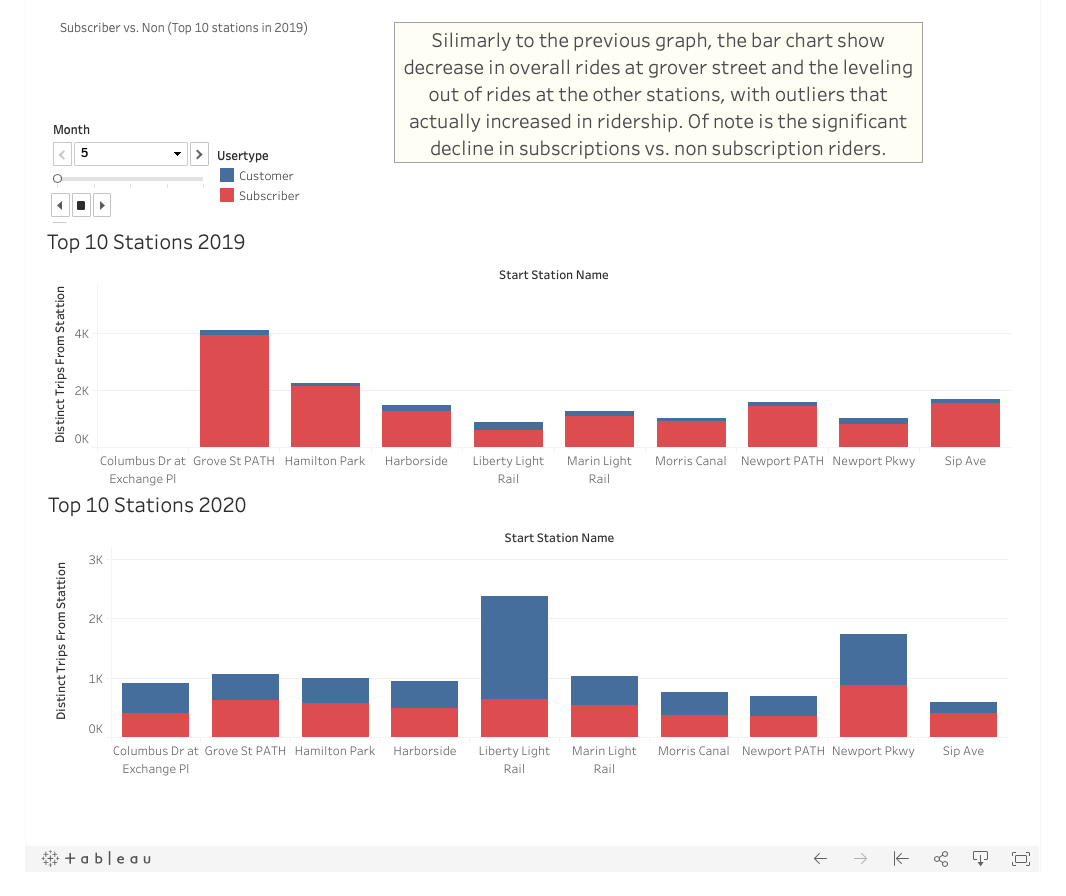 Subscriber vs. Non (Top 10 stations in 2019)
Silimarly to the previous graph, the bar chart show
decrease in overall rides at grover street and the leveling
out of rides at the other stations, with outliers that
actually increased in ridership. Of note is the significant
decline in subscriptions vs. non subscription riders.
Month
5
Usertype
Customer
Subscriber
Top 10 Stations 2019
Start Station Name
Distinct Trips From Stattion
4K
2K
0K
Columbus Dr at
Exchange Pl
Grove St PATH
Hamilton Park
Harborside
Liberty Light
Rail
Marin Light
Rail
Morris Canal
Newport PATH
Newport Pkwy
Sip Ave
Top 10 Stations 2020
Start Station Name
Distinct Trips From Stattion
3K
2K
1K
0K
Columbus Dr at
Exchange Pl
Grove St PATH
Hamilton Park
Harborside
Liberty Light
Rail
Marin Light
Rail
Morris Canal
Newport PATH
Newport Pkwy
Sip Ave
+ a b l e a u